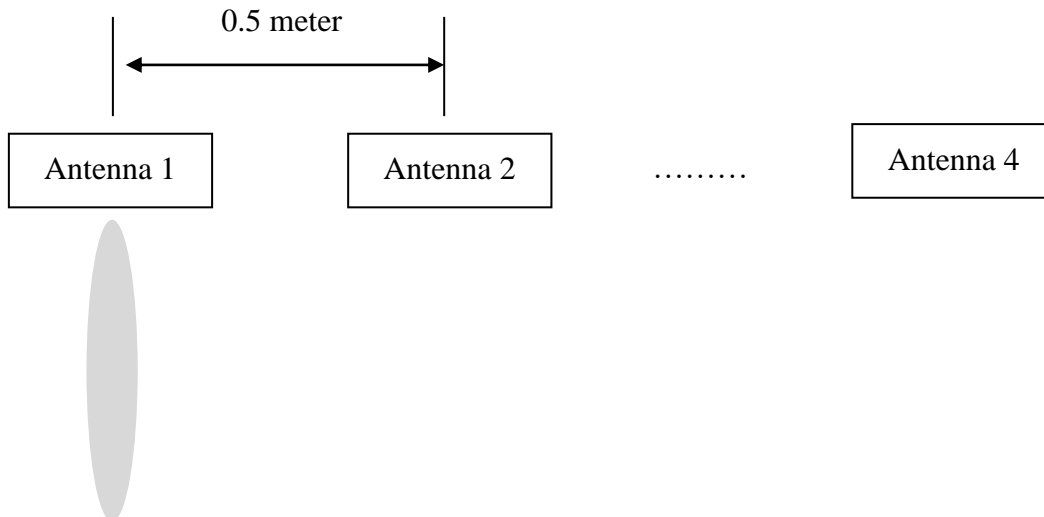 0.5 meter
Antenna 1
Antenna 2
.........
Antenna 4